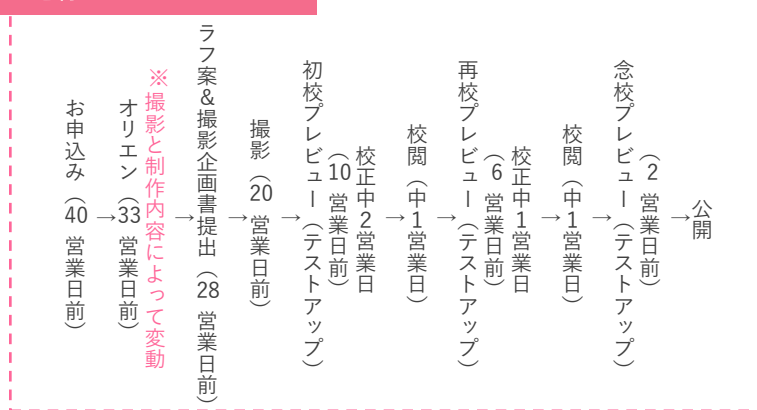 お申込み（40 営業日前）
→
オリエン（33 営業日前）
※撮影と制作内容によって変動
→
ラフ案＆撮影企画書提出（28 営業日前）
→
撮影（20 営業日前）
→
初校プレビュー（テストアップ）
（10 営業日前）
校正中2営業日
→
校閲（中1営業日）
→
再校プレビュー（テストアップ）
（6 営業日前）
校正中1営業日
→
校閲（中1営業日）
→
念校プレビュー（テストアップ）
（2 営業日前）
→
公開